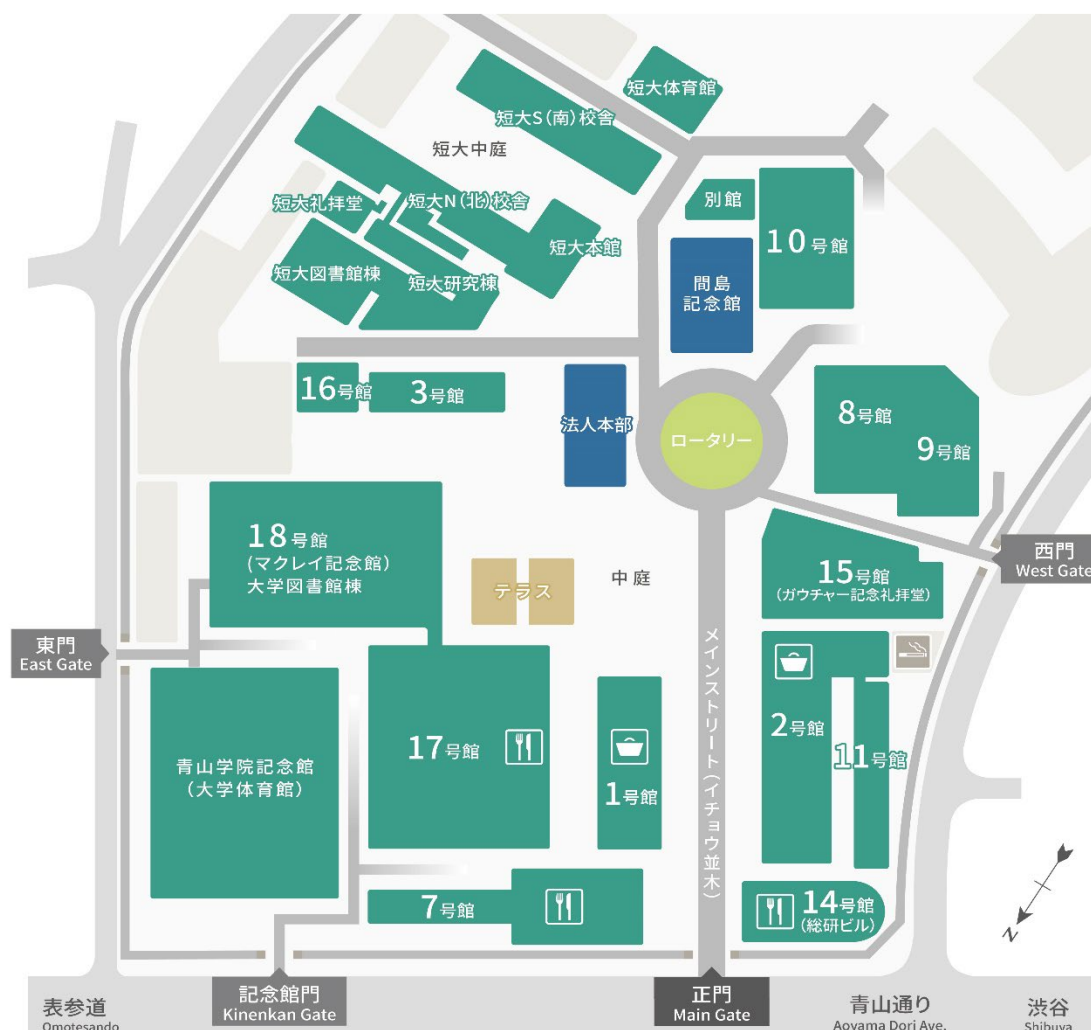 短大体育館
短大S(南)校舎
短大中庭
短大礼拝堂
短大N(北)校舎
短大本館
短大図書館棟
短大研究棟
別館
10号館
間島
記念館
16号館
3号館
法人本部
ロータリー
8号館
9号館
18号館
(マクレイ記念館)
大学図書館棟
テラス
中庭
15号館
(ガウチャー記念礼拝堂)
西門
West Gate
東門
East Gate
メインストリート(イチョウ並木)
青山学院記念館
(大学体育館)
17号館
1号館
2号館
11号館
7号館
14号館
(総研ビル)
N
表参道
Omotesando
記念館門
Kinenkan Gate
正門
Main Gate
青山通り
Aoyama Dori Ave.
渋谷
Shibuya